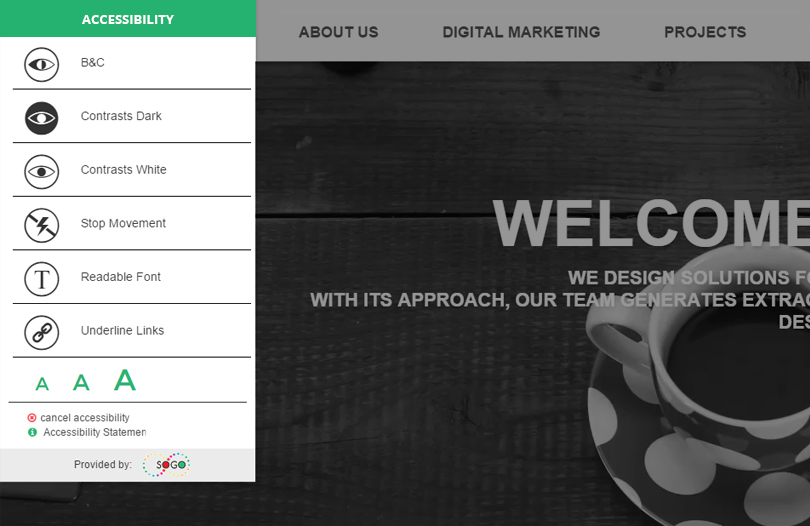 ACCESSIBILITY
B&C
Contrasts Dark
Contrasts White
Stop Movement
T Readable Font
Underline Links
A A A
cancel accessibility
Accessibility Statemen
Provided by: SOGO
ABOUT US DIGITAL MARKETING PROJECTS
WELCOME
WE DESIGN SOLUTIONS FO
WITH ITS APPROACH, OUR TEAM GENERATES EXTRAO
DES